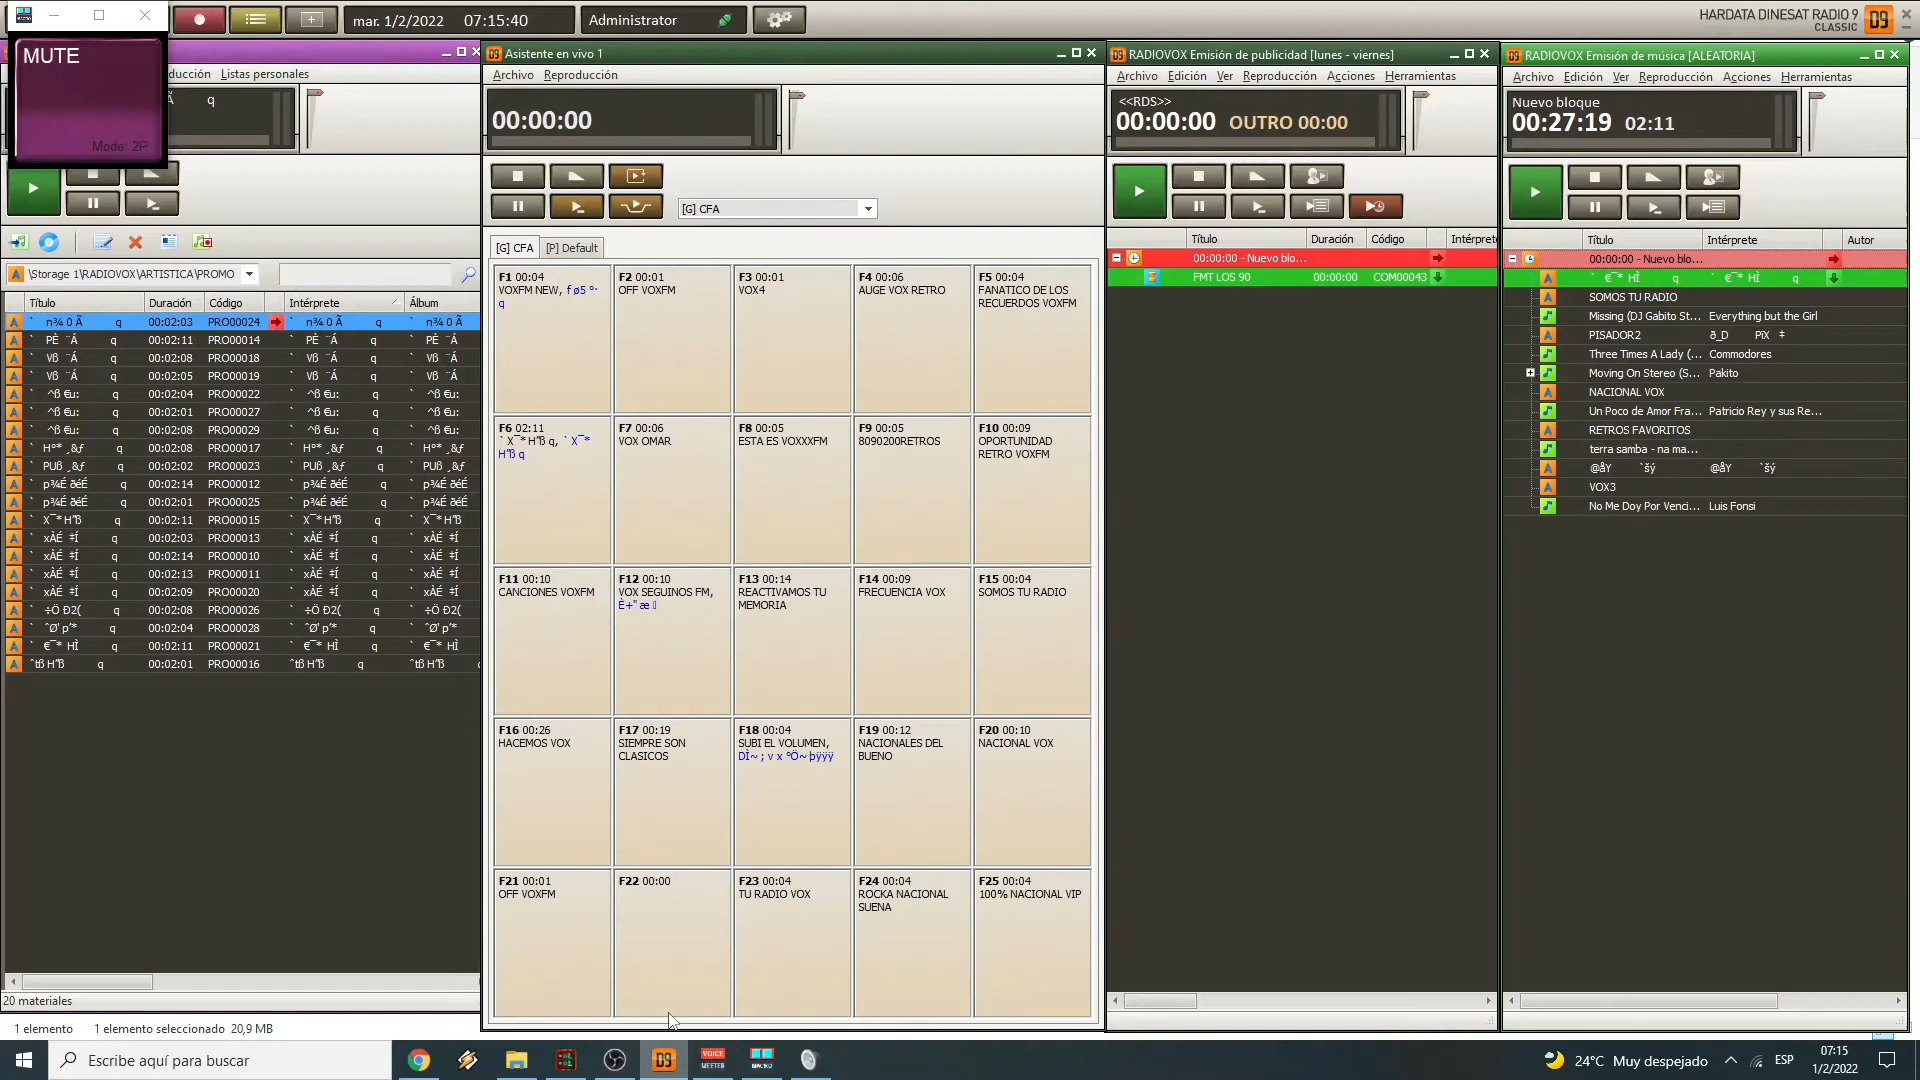 MUTE
Mode: 2P
mar. 1/2/2022 07:15:40
Administrator
HARDATA DINESAT RADIO 9
CLASSIC
D9
Listas personales
\Storage 1\RADIOVOX\ARTISTICA\PROMO
Título Duración Código Intérprete Álbum
00:02:03 PRO00024
00:02:11 PRO00014
00:02:08 PRO00018
00:02:05 PRO00019
00:02:04 PRO00022
00:02:01 PRO00027
00:02:08 PRO00029
00:02:08 PRO00017
00:02:02 PRO00023
00:02:14 PRO00012
00:02:01 PRO00025
00:02:11 PRO00015
00:02:03 PRO00013
00:02:14 PRO00010
00:02:13 PRO00011
00:02:09 PRO00020
00:02:08 PRO00026
00:02:04 PRO00028
00:02:11 PRO00021
00:02:01 PRO00016
20 materiales
1 elemento 1 elemento seleccionado 20,9 MB
Asistente en vivo 1
Archivo Reproducción
00:00:00
[G] CFA
[G] CFA [P] Default
F1 00:04
VOXFM NEW,
F2 00:01
OFF VOXFM
F3 00:01
VOX4
F4 00:06
AUGE VOX RETRO
F5 00:04
FANATICO DE LOS
RECUERDOS VOXFM
F6 02:11
F7 00:06
VOX OMAR
F8 00:05
ESTA ES VOXXXFM
F9 00:05
8090200RETROS
F10 00:09
OPORTUNIDAD
RETRO VOXFM
F11 00:10
CANCIONES VOXFM
F12 00:10
VOX SEGUINOS FM,
F13 00:14
REACTIVAMOS TU
MEMORIA
F14 00:09
FRECUENCIA VOX
F15 00:04
SOMOS TU RADIO
F16 00:26
HACEMOS VOX
F17 00:19
SIEMPRE SON
CLASICOS
F18 00:04
SUBI EL VOLUMEN,
F19 00:12
NACIONALES DEL
BUENO
F20 00:10
NACIONAL VOX
F21 00:01
OFF VOXFM
F22 00:00
F23 00:04
TU RADIO VOX
F24 00:04
ROCKA NACIONAL
SUENA
F25 00:04
100% NACIONAL VIP
RADIOVOX Emisión de publicidad [lunes - viernes]
Archivo Edición Ver Reproducción Acciones Herramientas
<<RDS>>
00:00:00 OUTRO 00:00
Título Duración Código Intérprete
00:00:00 - Nuevo blo...
FMT LOS 90 00:00:00 COM00043
RADIOVOX Emisión de música [ALEATORIA]
Archivo Edición Ver Reproducción Acciones Herramientas
Nuevo bloque
00:27:19 02:11
Título Intérprete Autor
00:00:00 - Nuevo blo...
SOMOS TU RADIO
Missing (DJ Gabito St... Everything but the Girl
PISADOR2
Three Times A Lady (... Commodores
Moving On Stereo (S... Pakito
NACIONAL VOX
Un Poco de Amor Fra... Patricio Rey y sus Re...
RETROS FAVORITOS
terra samba - na ma...
VOX3
No Me Doy Por Venci... Luis Fonsi
Escribe aquí para buscar
D9
VOICE
MEETER
MACRO
24°C Muy despejado
ESP
07:15
1/2/2022